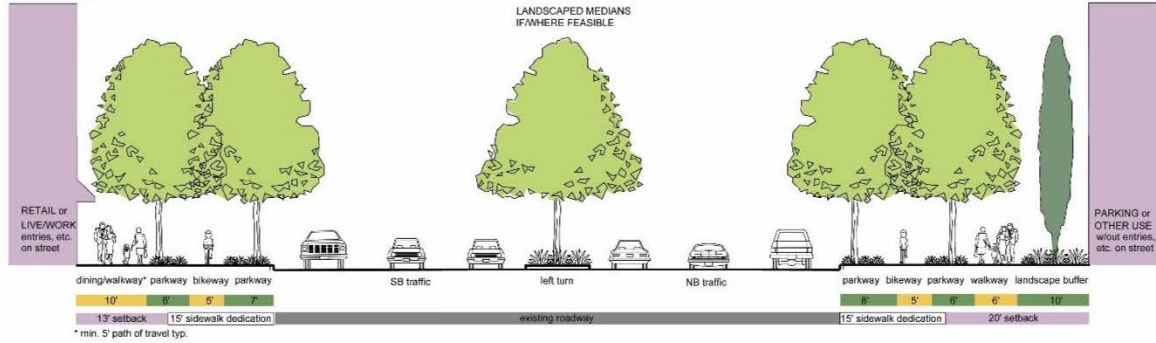 LANDSCAPED MEDIANS
IF/WHERE FEASIBLE
RETAIL or
LIVE/WORK
entries, etc.
on street
PARKING or
OTHER USE
w/out entries,
etc. on street
dining/walkway* parkway bikeway parkway SB traffic left turn NB traffic parkway bikeway parkway walkway landscape buffer
10' 6' 5' 7' 8' 5' 6' 6' 10'
13' setback 15' sidewalk dedication existing roadway 15' sidewalk dedication 20' setback
* min. 5' path of travel typ.